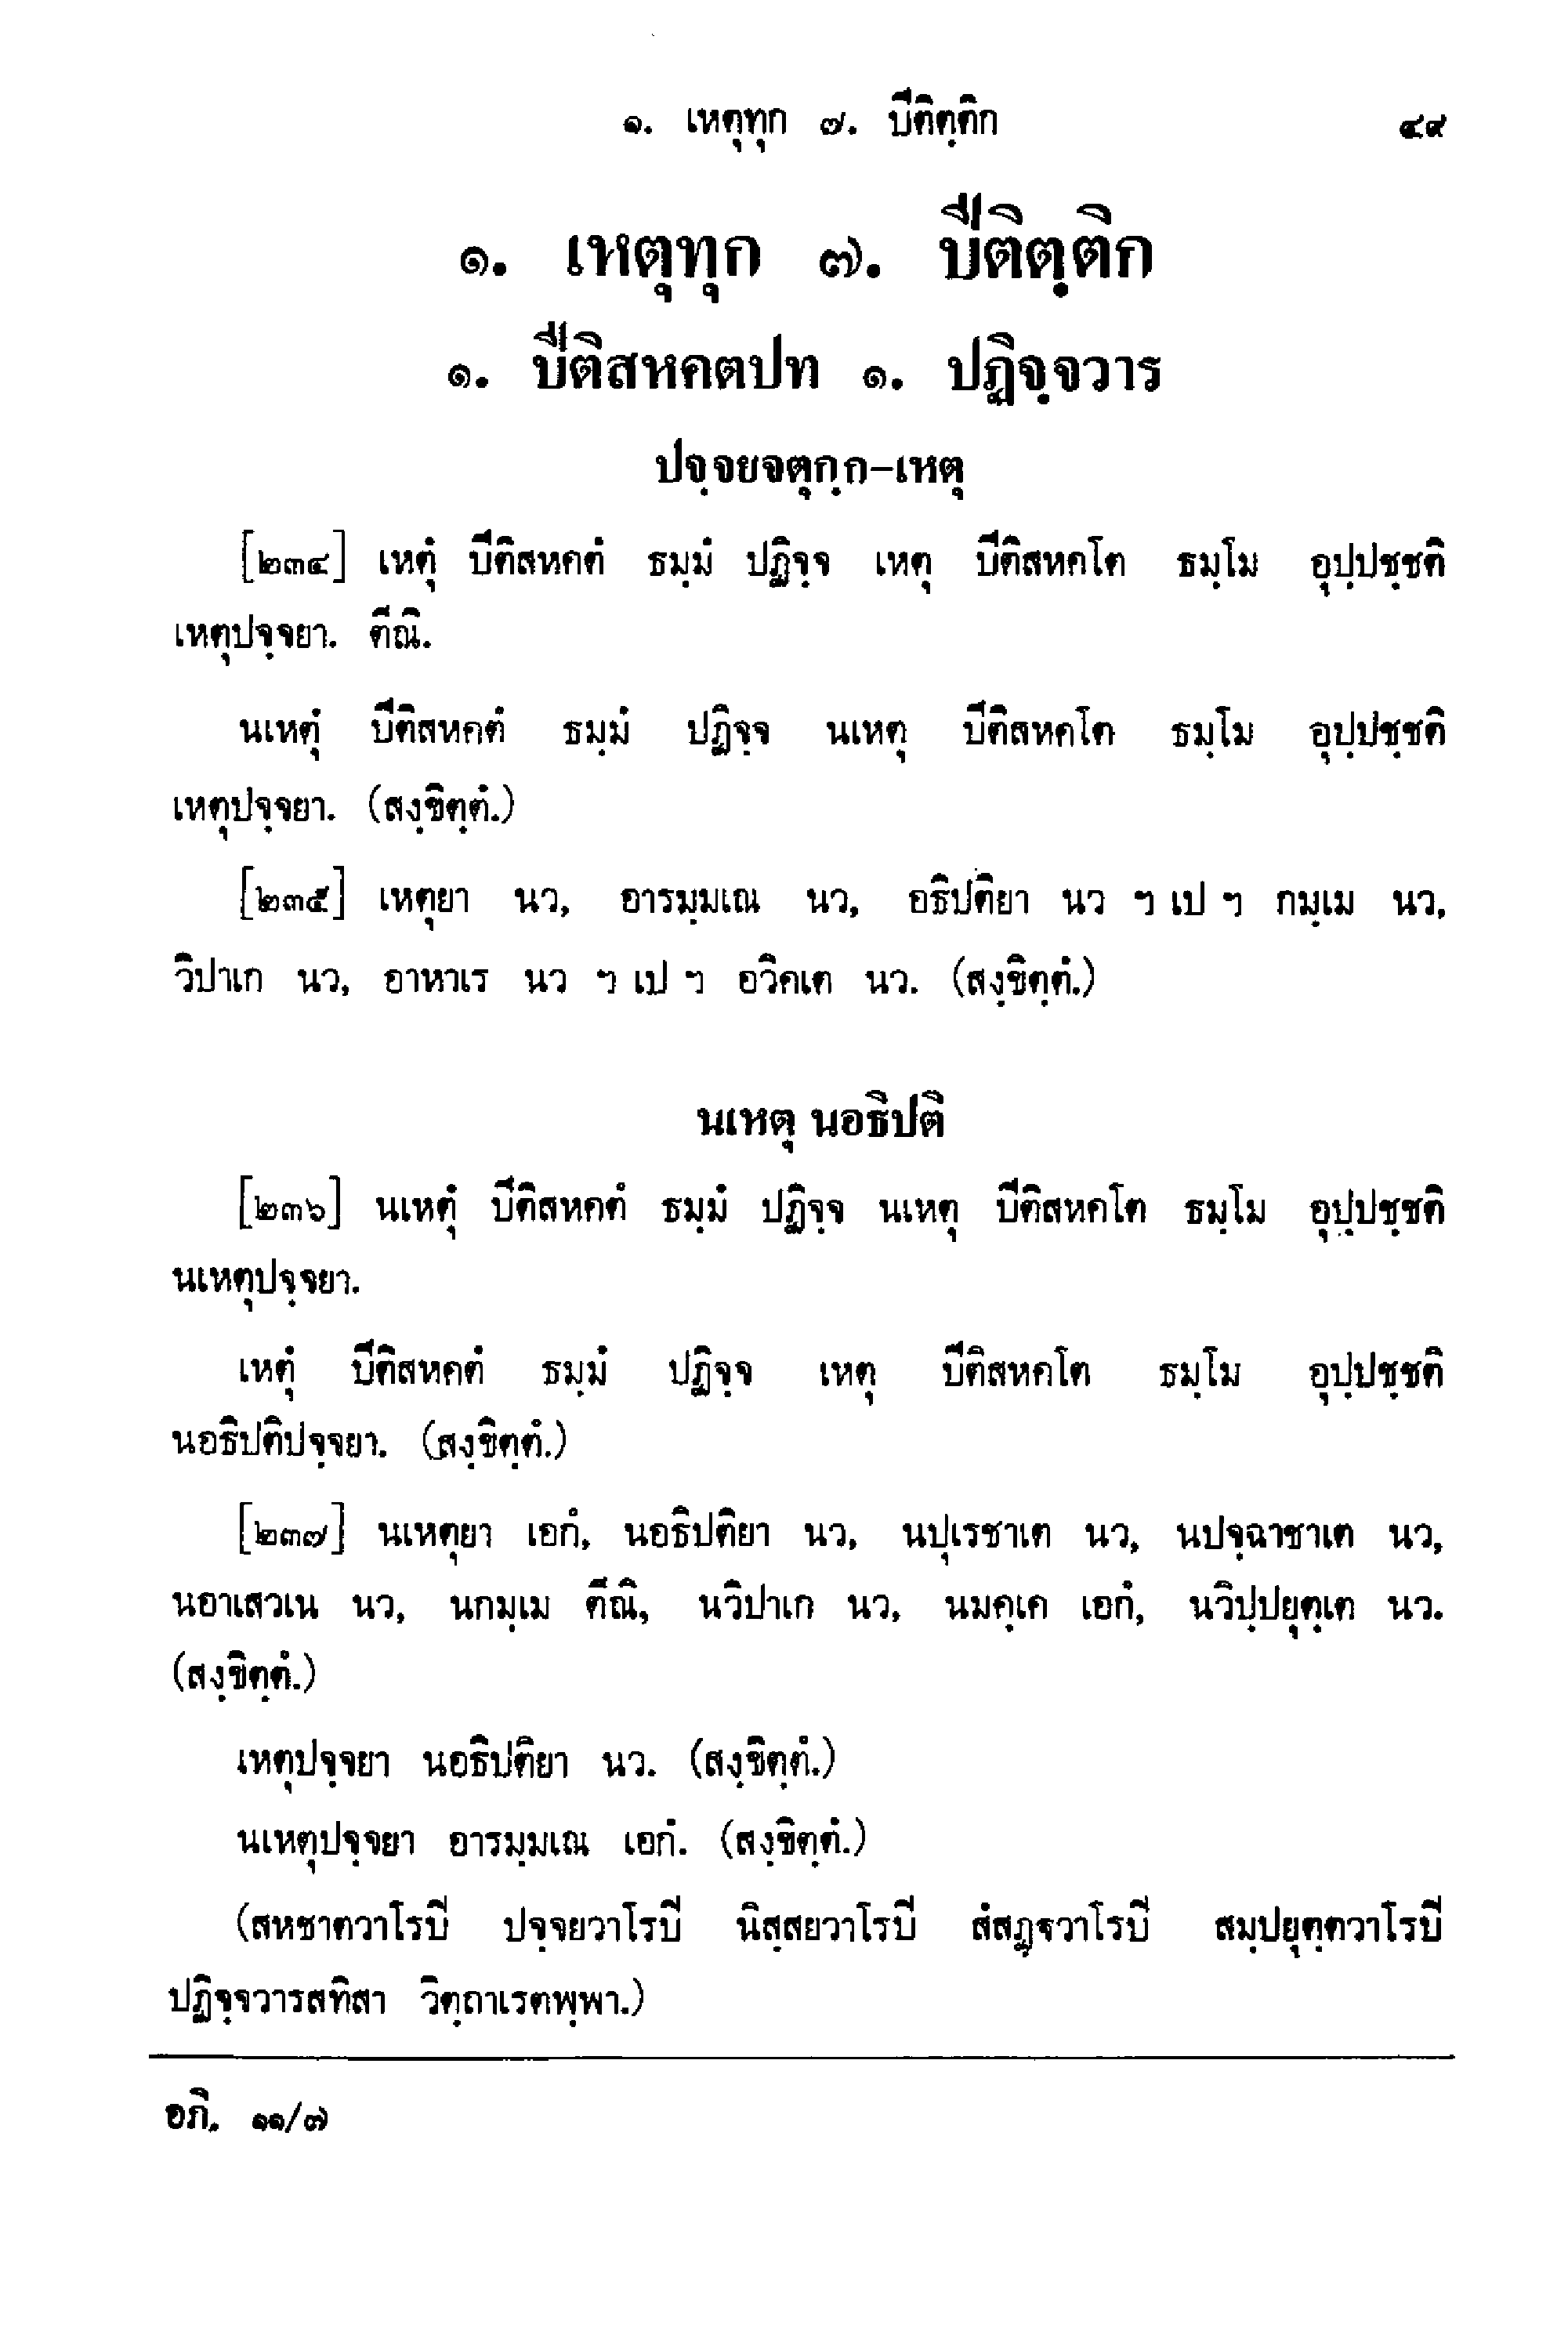 ๑. เหตุทุก ๗. ปีติตฺติก ๔๙
๑. เหตุทุก ๗. ปีติตฺติก
๑. ปีติสหคตปท ๑. ปฏิจฺจวาร
ปจฺจยจตุกฺก-เหตุ
[๒๓๔] เหตุํ ปีติสหคตํ ธมฺมํ ปฏิจฺจ เหตุ ปีติสหคโต ธมฺโม อุปฺปชฺชติ
เหตุปจฺจยา. ตีณิ.
นเหตุํ ปีติสหคตํ ธมฺมํ ปฏิจฺจ นเหตุ ปีติสหคโต ธมฺโม อุปฺปชฺชติ
เหตุปจฺจยา. (สงฺขิตฺตํ.)
[๒๓๕] เหตุยา นว, อารมฺมเณ นว, อธิปติยา นว ฯ เป ฯ กมฺเม นว,
วิปาเก นว, อาหาเร นว ฯ เป ฯ อวิคเต นว. (สงฺขิตฺตํ.)
นเหตุ นอธิปติ
[๒๓๖] นเหตุํ ปีติสหคตํ ธมฺมํ ปฏิจฺจ นเหตุ ปีติสหคโต ธมฺโม อุปฺปชฺชติ
นเหตุปจฺจยา.
เหตุํ ปีติสหคตํ ธมฺมํ ปฏิจฺจ เหตุ ปีติสหคโต ธมฺโม อุปฺปชฺชติ
นอธิปติปจฺจยา. (สงฺขิตฺตํ.)
[๒๓๗] นเหตุยา เอกํ, นอธิปติยา นว, นปุเรชาเต นว, นปจฺฉาชาเต นว,
นอาเสวเน นว, นกมฺเม ตีณิ, นวิปาเก นว, นมคฺเค เอกํ, นวิปฺปยุตฺเต นว.
(สงฺขิตฺตํ.)
เหตุปจฺจยา นอธิปติยา นว. (สงฺขิตฺตํ.)
นเหตุปจฺจยา อารมฺมเณ เอกํ. (สงฺขิตฺตํ.)
(สหชาตวาโรปิ ปจฺจยวาโรปิ นิสฺสยวาโรปิ สํสฏฺฐวาโรปิ สมฺปยุตฺตวาโรปิ
ปฏิจฺจวารสทิสา วิตฺถาเรตพฺพา.)
อภิ. ๑๑/๗